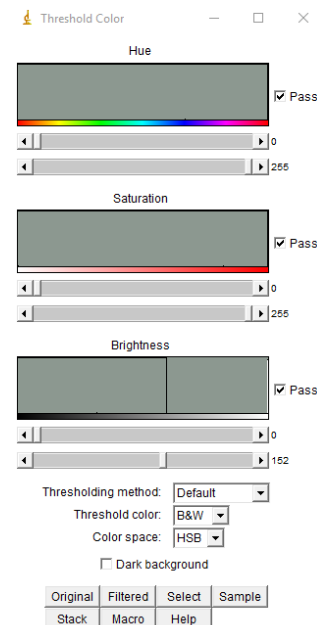 Threshold Color
Hue
Pass
0
255
Saturation
Pass
0
255
Brightness
Pass
0
152
Thresholding method: Default
Threshold color: B&W
Color space: HSB
Dark background
Original Filtered Select Sample
Stack Macro Help